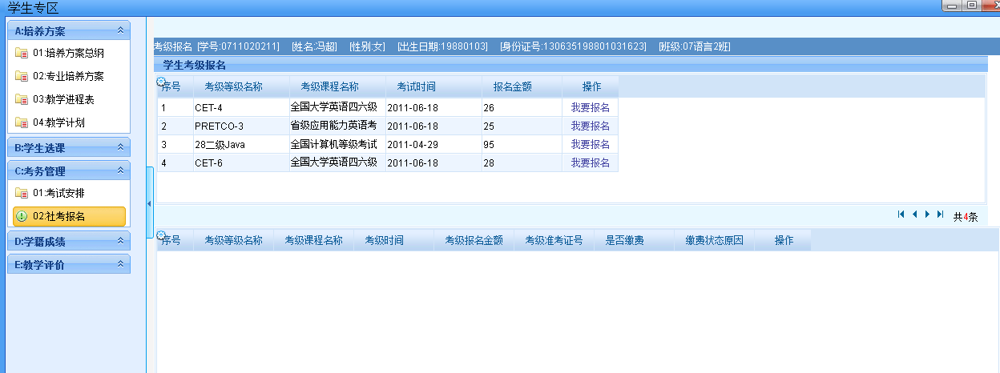 学生专区
A:培养方案
01:培养方案总纲
02:专业培养方案
03:教学进程表
04:教学计划
B:学生选课
C:考务管理
01:考试安排
02:社考报名
D:学籍成绩
E:教学评价
考级报名 [学号:0711020211] [姓名:冯超] [性别:女] [出生日期:19880103] [身份证号:130635198801031623] [班级:07语言2班]
学生考级报名
序号 考级等级名称 考级课程名称 考试时间 报名金额 操作
1 CET-4 全国大学英语四六级 2011-06-18 26 我要报名
2 PRETCO-3 省级应用能力英语考 2011-06-18 25 我要报名
3 28二级Java 全国计算机等级考试 2011-04-29 95 我要报名
4 CET-6 全国大学英语四六级 2011-06-18 28 我要报名
共4条
序号 考级等级名称 考级课程名称 考级时间 考级报名金额 考级准考证号 是否缴费 缴费状态原因 操作